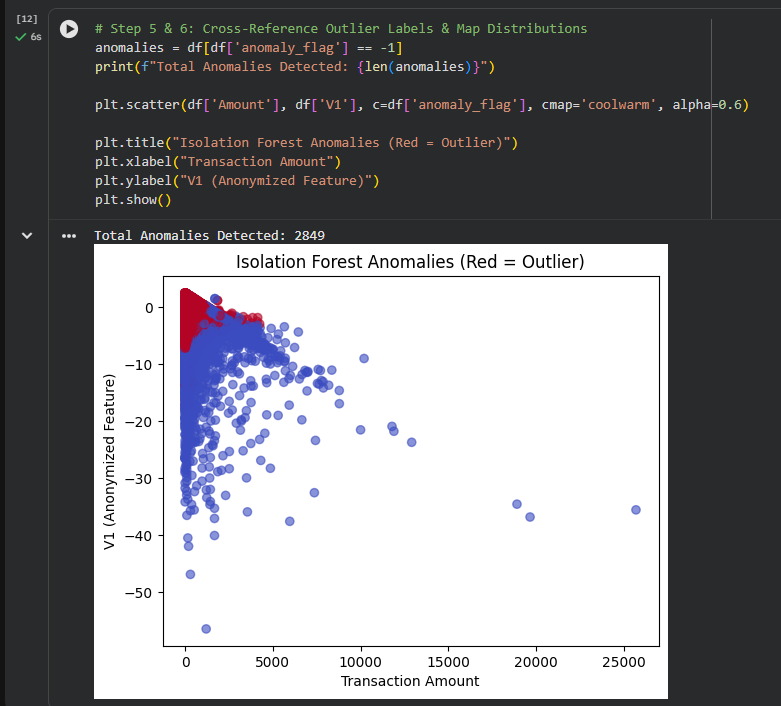 [12]
6s
# Step 5 & 6: Cross-Reference Outlier Labels & Map Distributions
anomalies = df[df['anomaly_flag'] == -1]
print(f"Total Anomalies Detected: {len(anomalies)}")
plt.scatter(df['Amount'], df['V1'], c=df['anomaly_flag'], cmap='coolwarm', alpha=0.6)
plt.title("Isolation Forest Anomalies (Red = Outlier)")
plt.xlabel("Transaction Amount")
plt.ylabel("V1 (Anonymized Feature)")
plt.show()
Total Anomalies Detected: 2849
Isolation Forest Anomalies (Red = Outlier)
V1 (Anonymized Feature)
0
−10
−20
−30
−40
−50
0 5000 10000 15000 20000 25000
Transaction Amount